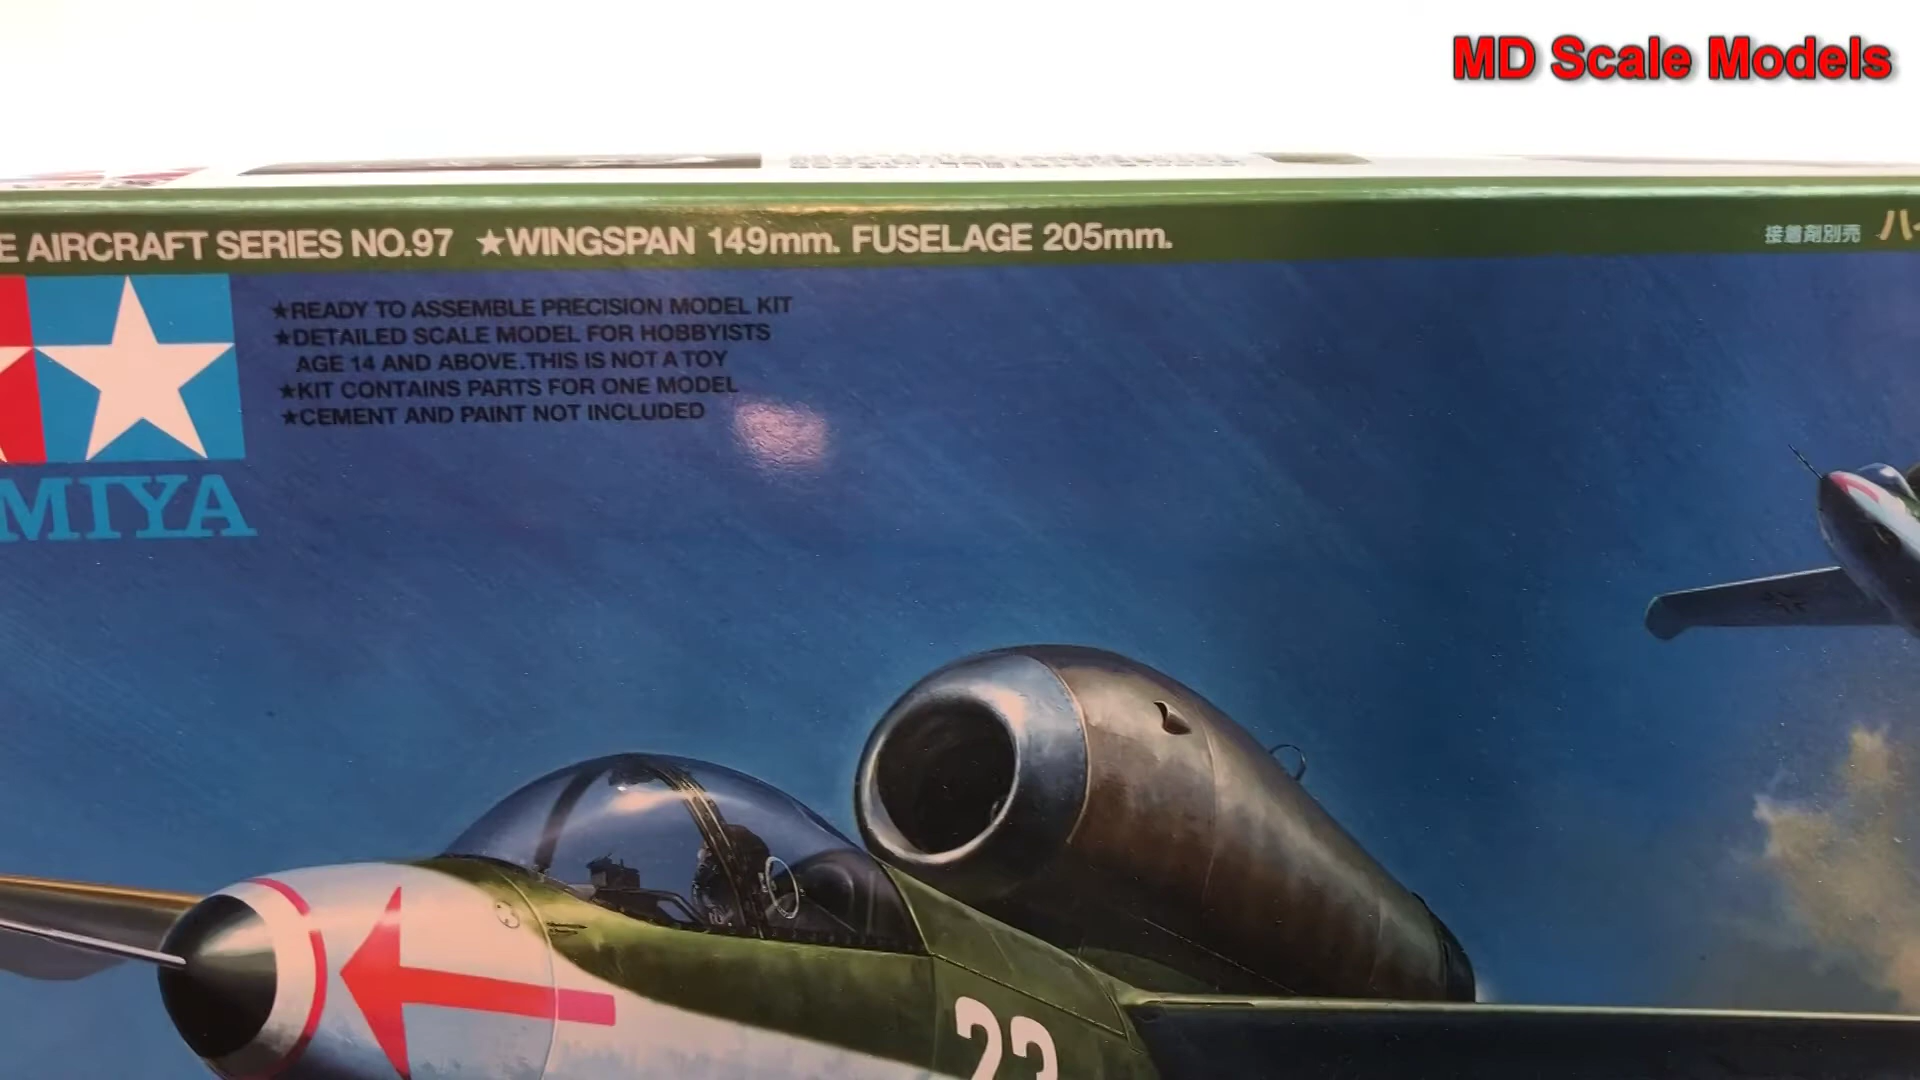 MD Scale Models
E AIRCRAFT SERIES NO.97 ★WINGSPAN 149mm. FUSELAGE 205mm.
接着剤別売 ハ
★READY TO ASSEMBLE PRECISION MODEL KIT
★DETAILED SCALE MODEL FOR HOBBYISTS
AGE 14 AND ABOVE. THIS IS NOT A TOY
★KIT CONTAINS PARTS FOR ONE MODEL
★CEMENT AND PAINT NOT INCLUDED
MIYA
23